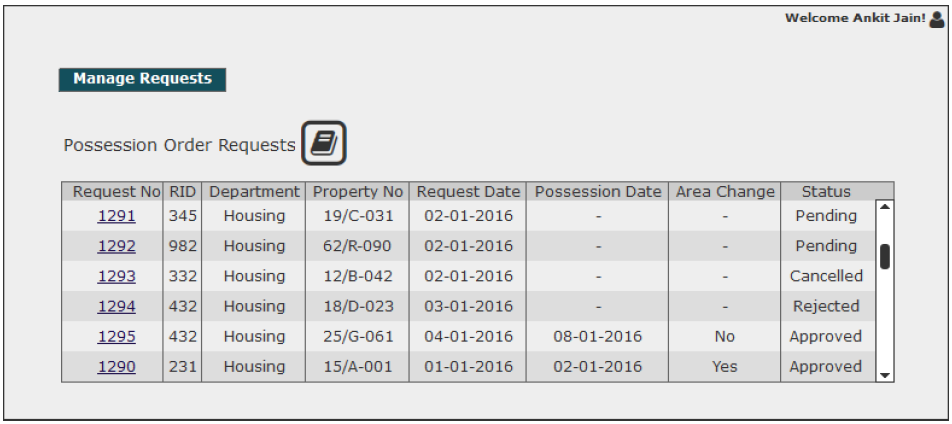 Welcome Ankit Jain!
Manage Requests
Possession Order Requests
Request No RID Department Property No Request Date Possession Date Area Change Status
1291 345 Housing 19/C-031 02-01-2016 - - Pending
1292 982 Housing 62/R-090 02-01-2016 - - Pending
1293 332 Housing 12/B-042 02-01-2016 - - Cancelled
1294 432 Housing 18/D-023 03-01-2016 - - Rejected
1295 432 Housing 25/G-061 04-01-2016 08-01-2016 No Approved
1290 231 Housing 15/A-001 01-01-2016 02-01-2016 Yes Approved